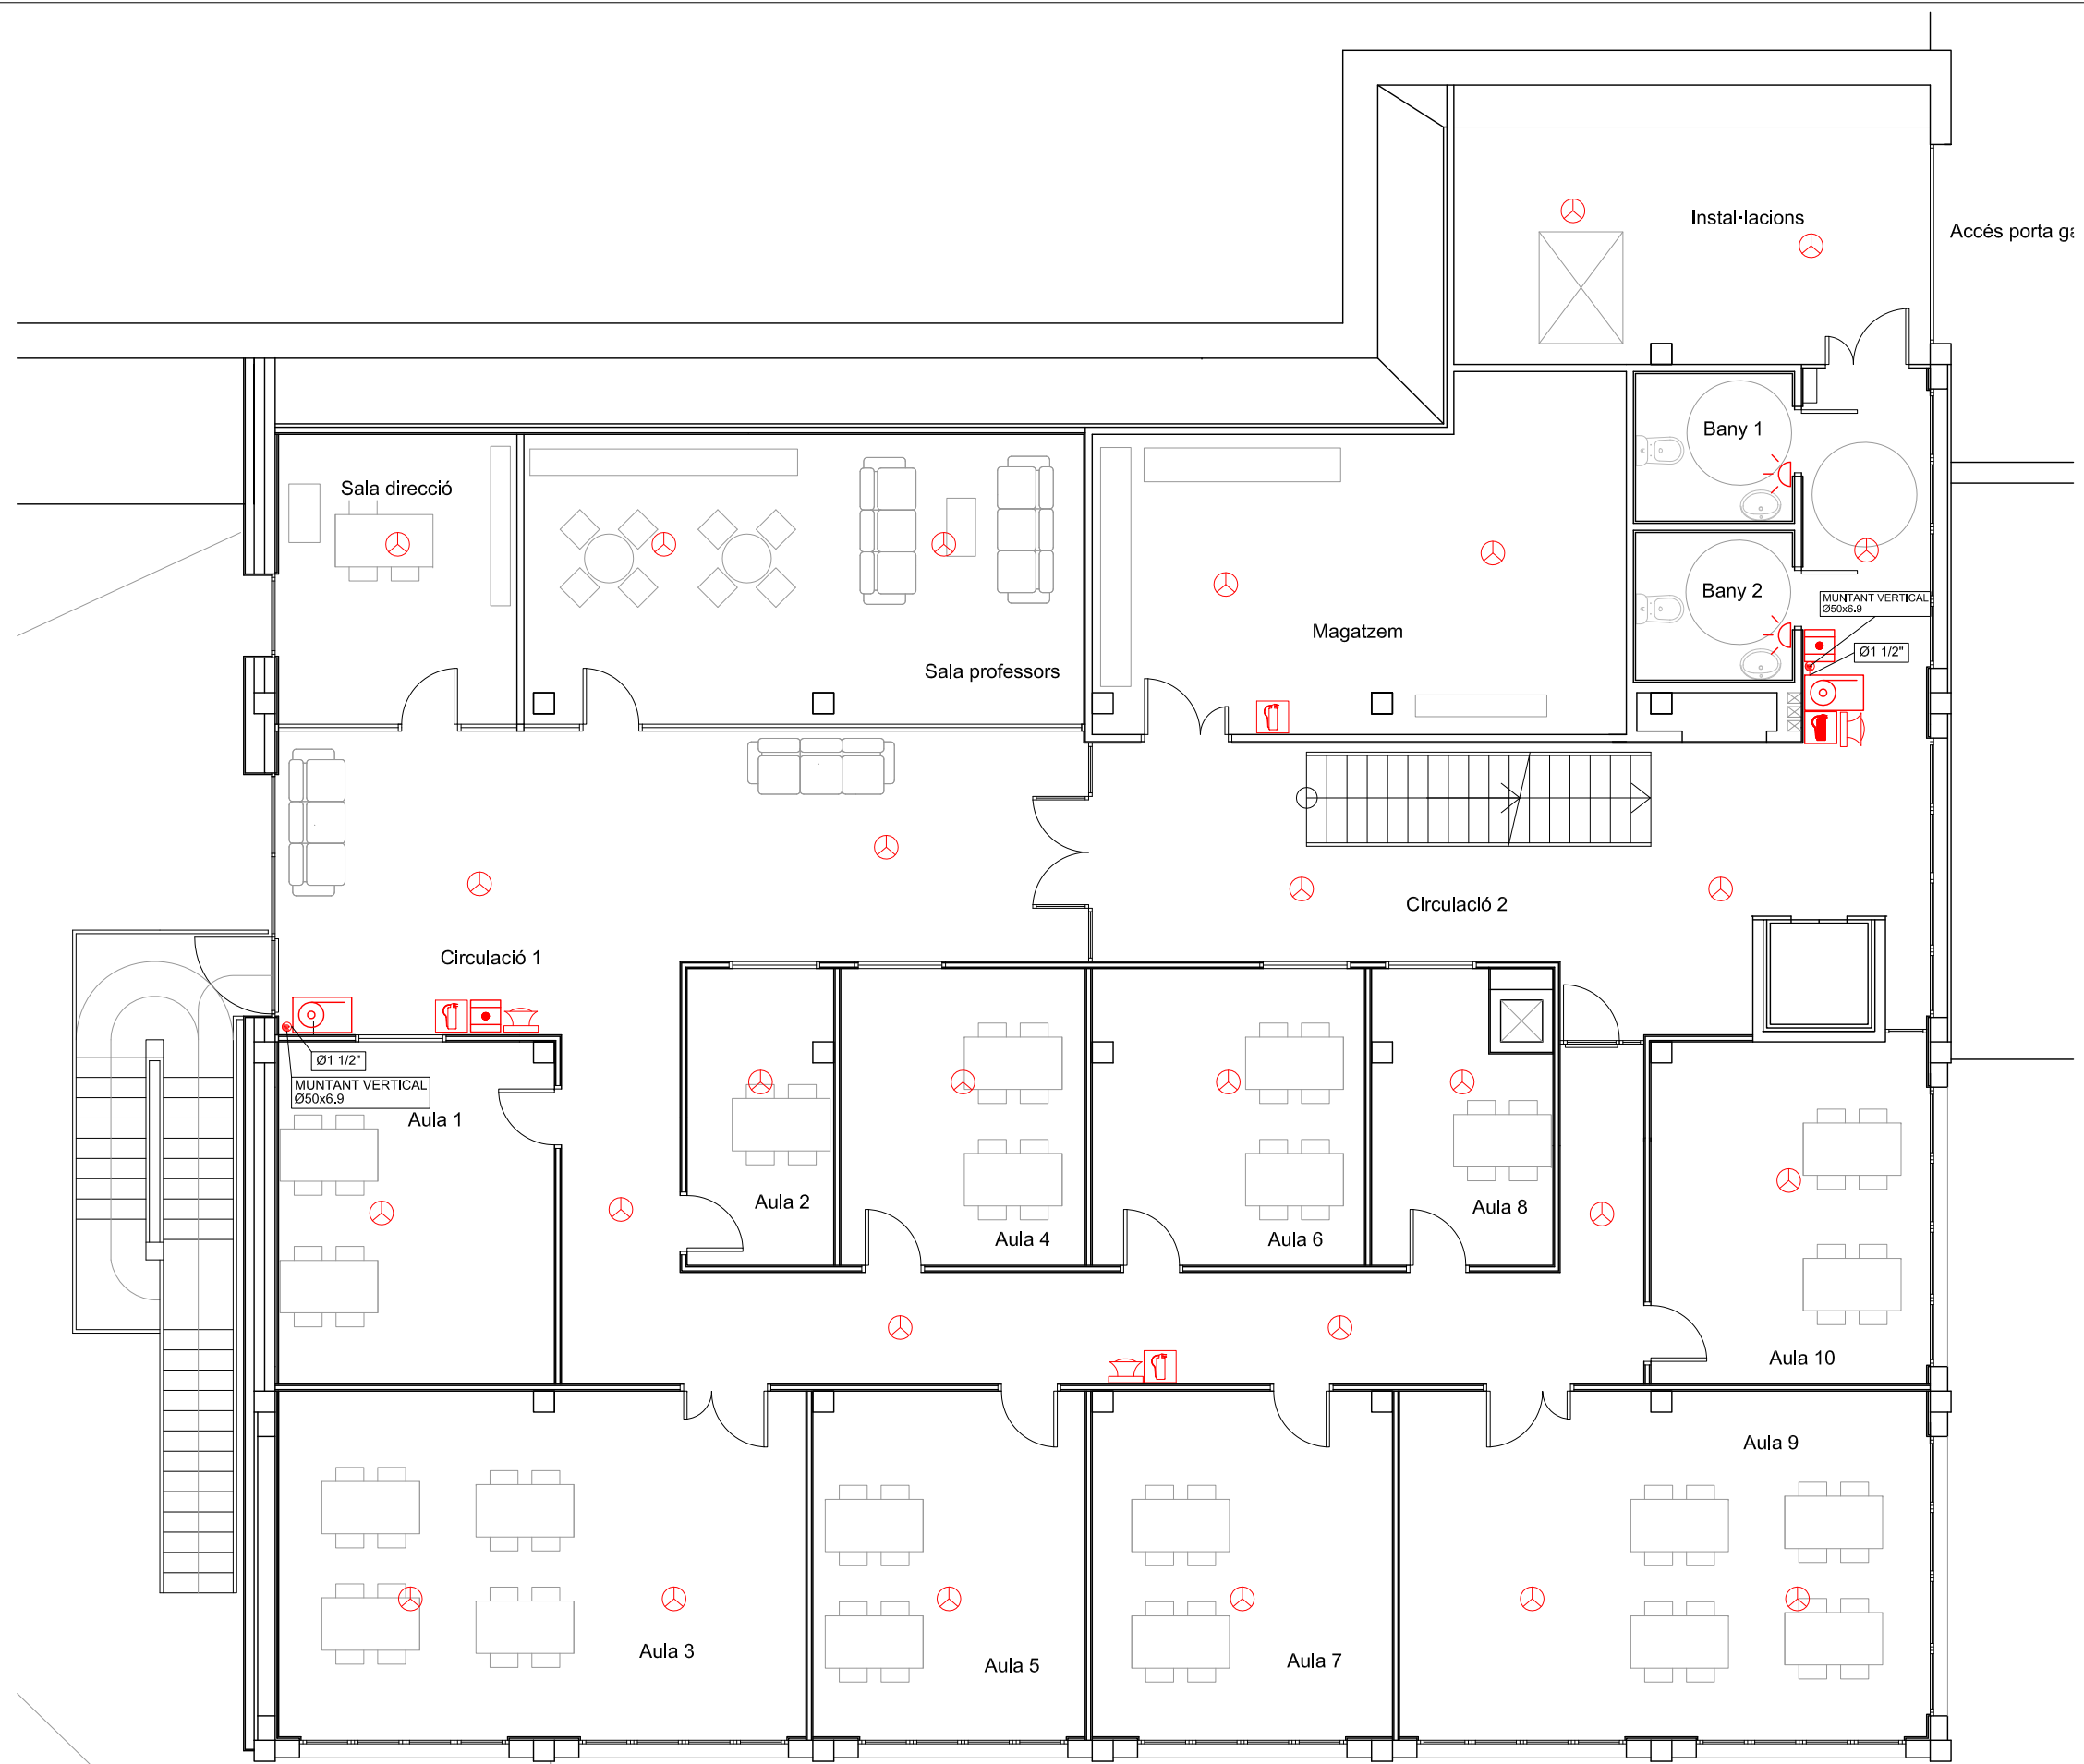 Instal·lacions
Accés porta ga
Bany 1
Sala direcció
Bany 2
MUNTANT VERTICAL
Ø50x6.9
Magatzem
Ø1 1/2"
Sala professors
Circulació 2
Circulació 1
Ø1 1/2"
MUNTANT VERTICAL
Ø50x6.9
Aula 1
Aula 2
Aula 8
Aula 4
Aula 6
Aula 10
Aula 9
Aula 3
Aula 7
Aula 5